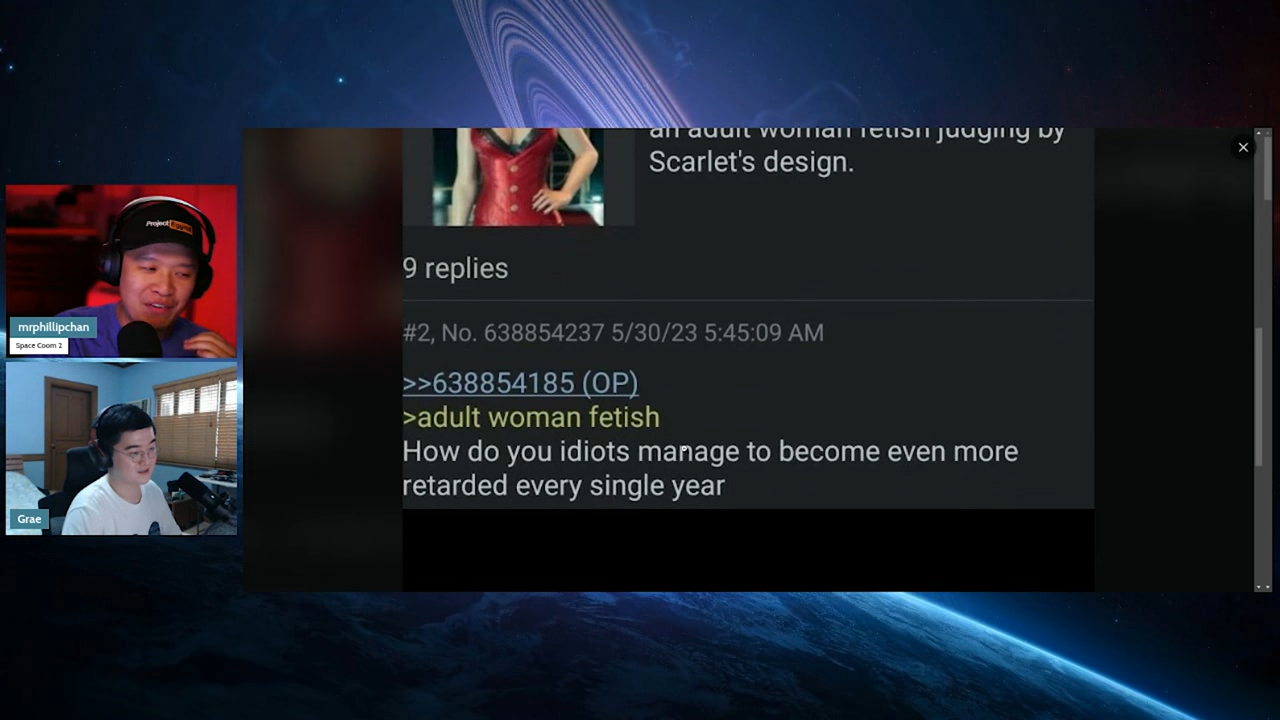 an adult woman fetish judging by
Scarlet's design.
9 replies
#2, No. 638854237 5/30/23 5:45:09 AM
>>638854185 (OP)
>adult woman fetish
How do you idiots manage to become even more
retarded every single year
Project
mrphillipchan
Space Coom 2
Grae